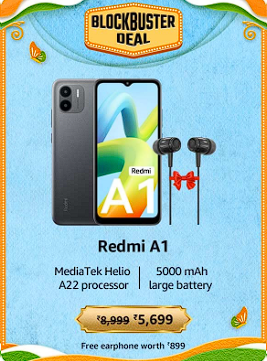 BLOCKBUSTER
DEAL
Redmi
A1
Redmi A1
MediaTek Helio
A22 processor
5000 mAh
large battery
₹8,999 ₹5,699
Free earphone worth ₹899